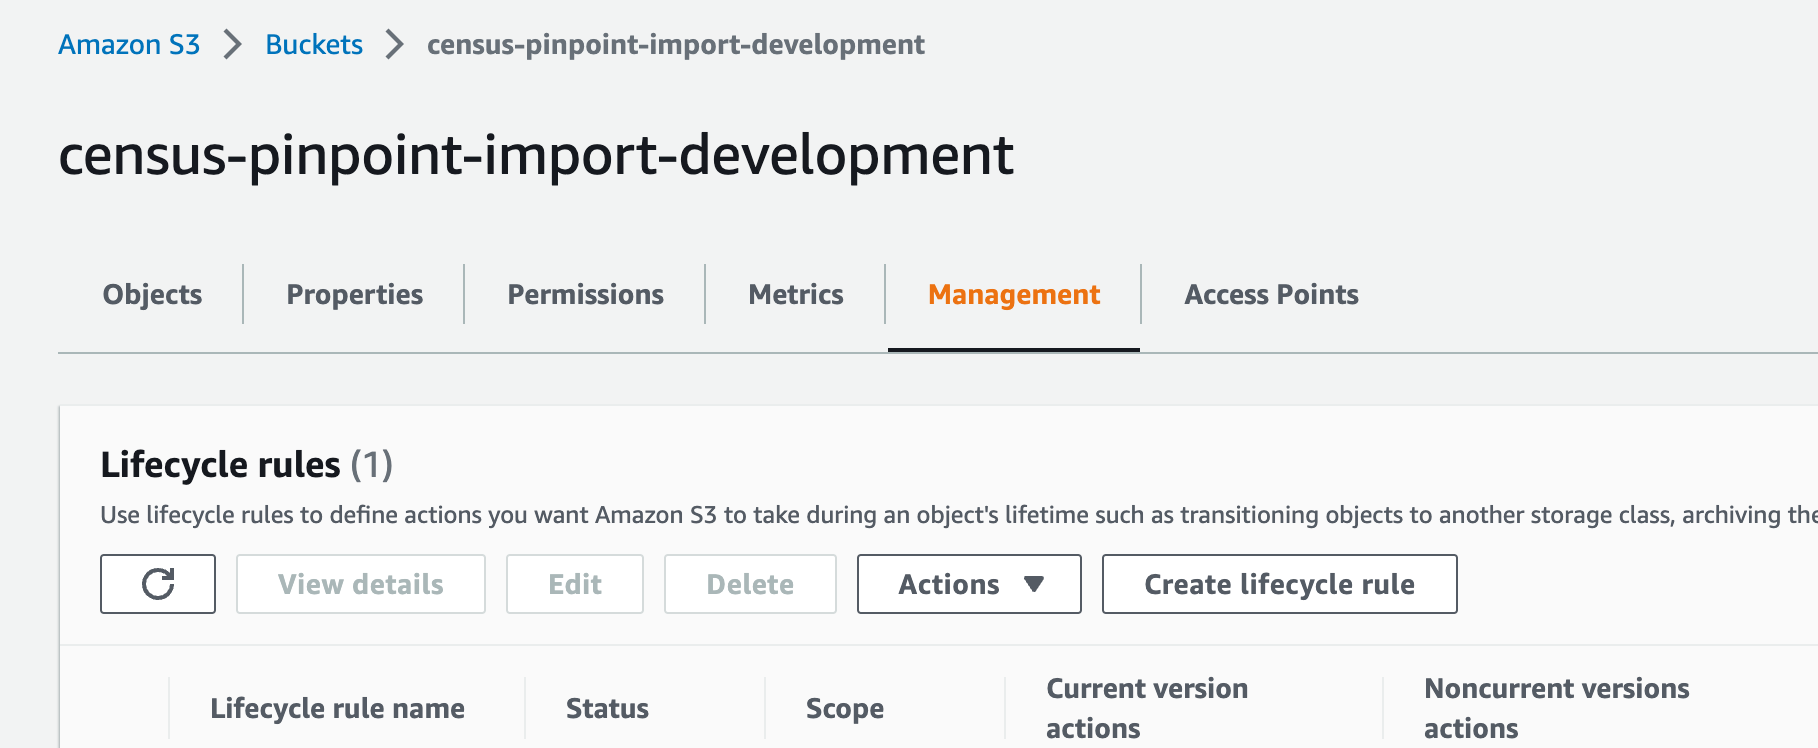 Amazon S3 > Buckets > census-pinpoint-import-development
census-pinpoint-import-development
Objects Properties Permissions Metrics Management Access Points
Lifecycle rules (1)
Use lifecycle rules to define actions you want Amazon S3 to take during an object's lifetime such as transitioning objects to another storage class, archiving the
View details Edit Delete Actions Create lifecycle rule
Lifecycle rule name Status Scope Current version actions Noncurrent versions actions